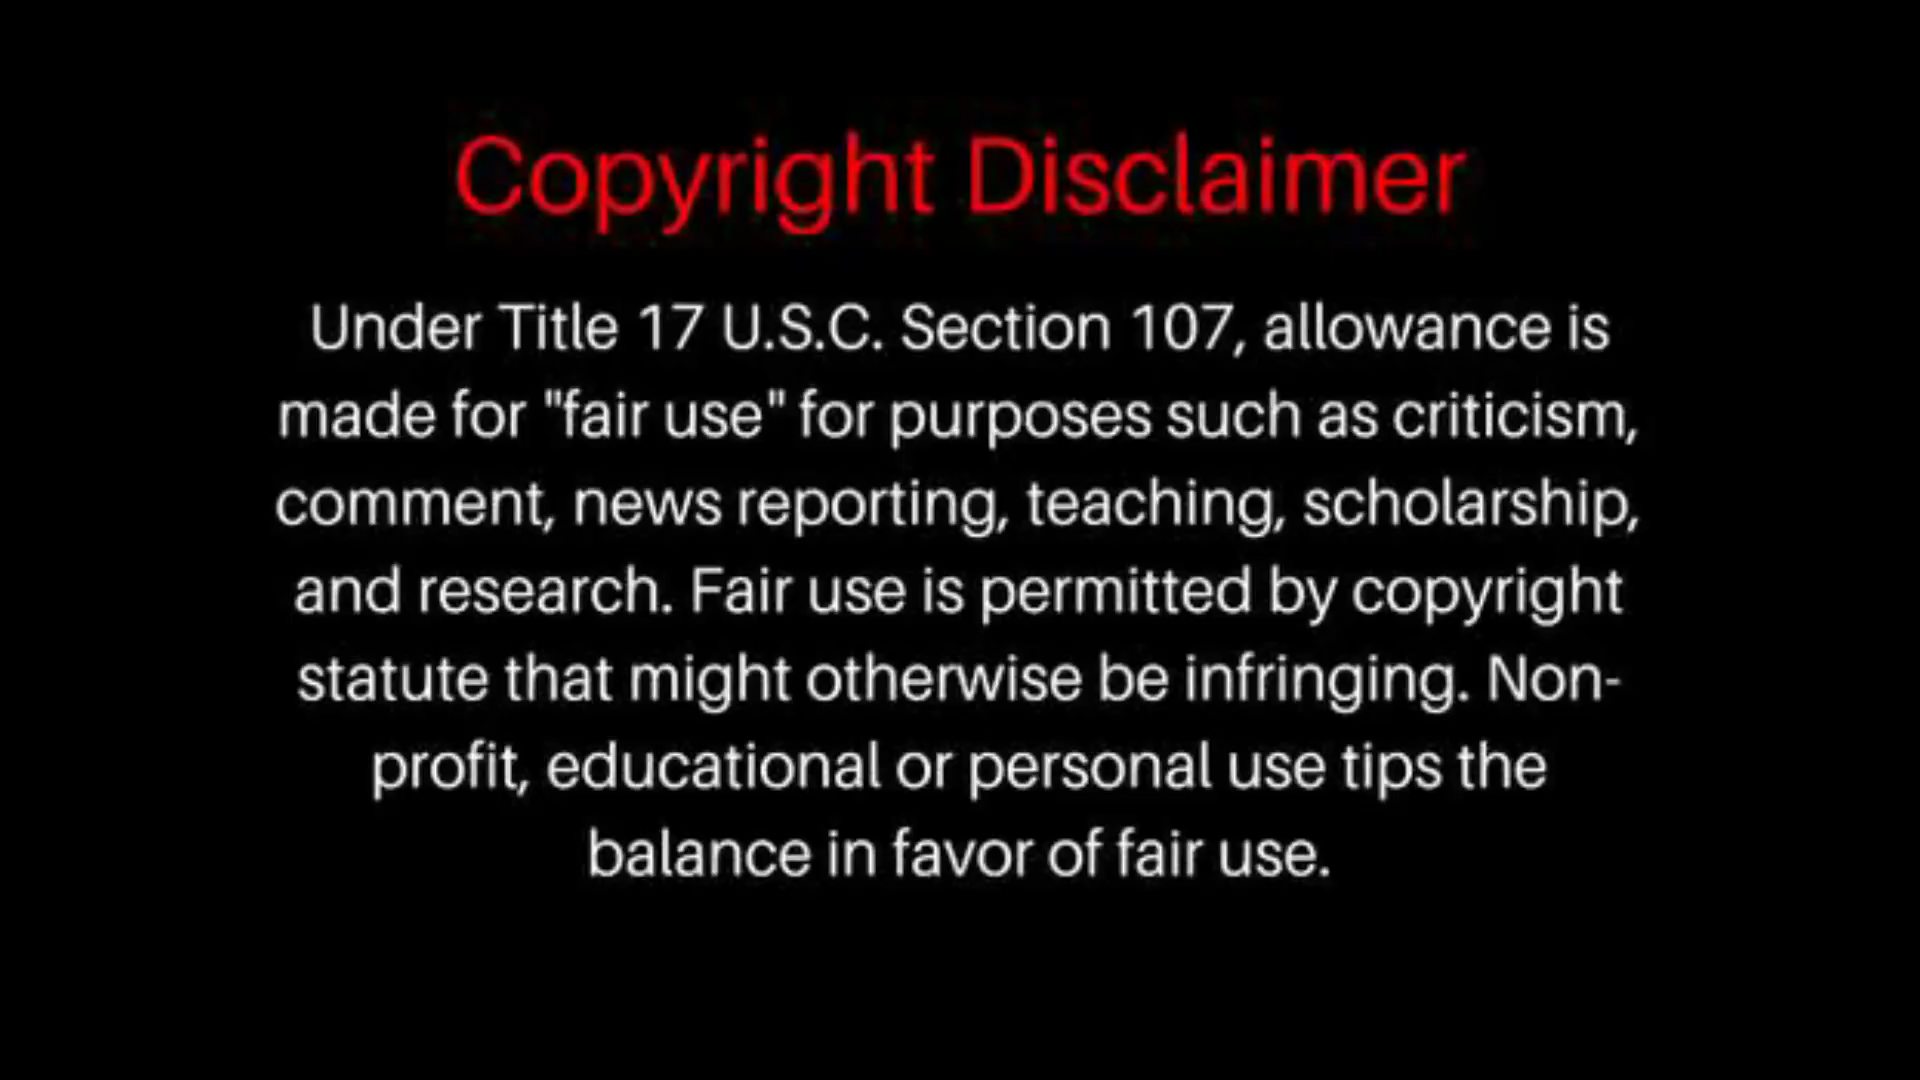 Copyright Disclaimer
Under Title 17 U.S.C. Section 107, allowance is
made for "fair use" for purposes such as criticism,
comment, news reporting, teaching, scholarship,
and research. Fair use is permitted by copyright
statute that might otherwise be infringing. Non-
profit, educational or personal use tips the
balance in favor of fair use.